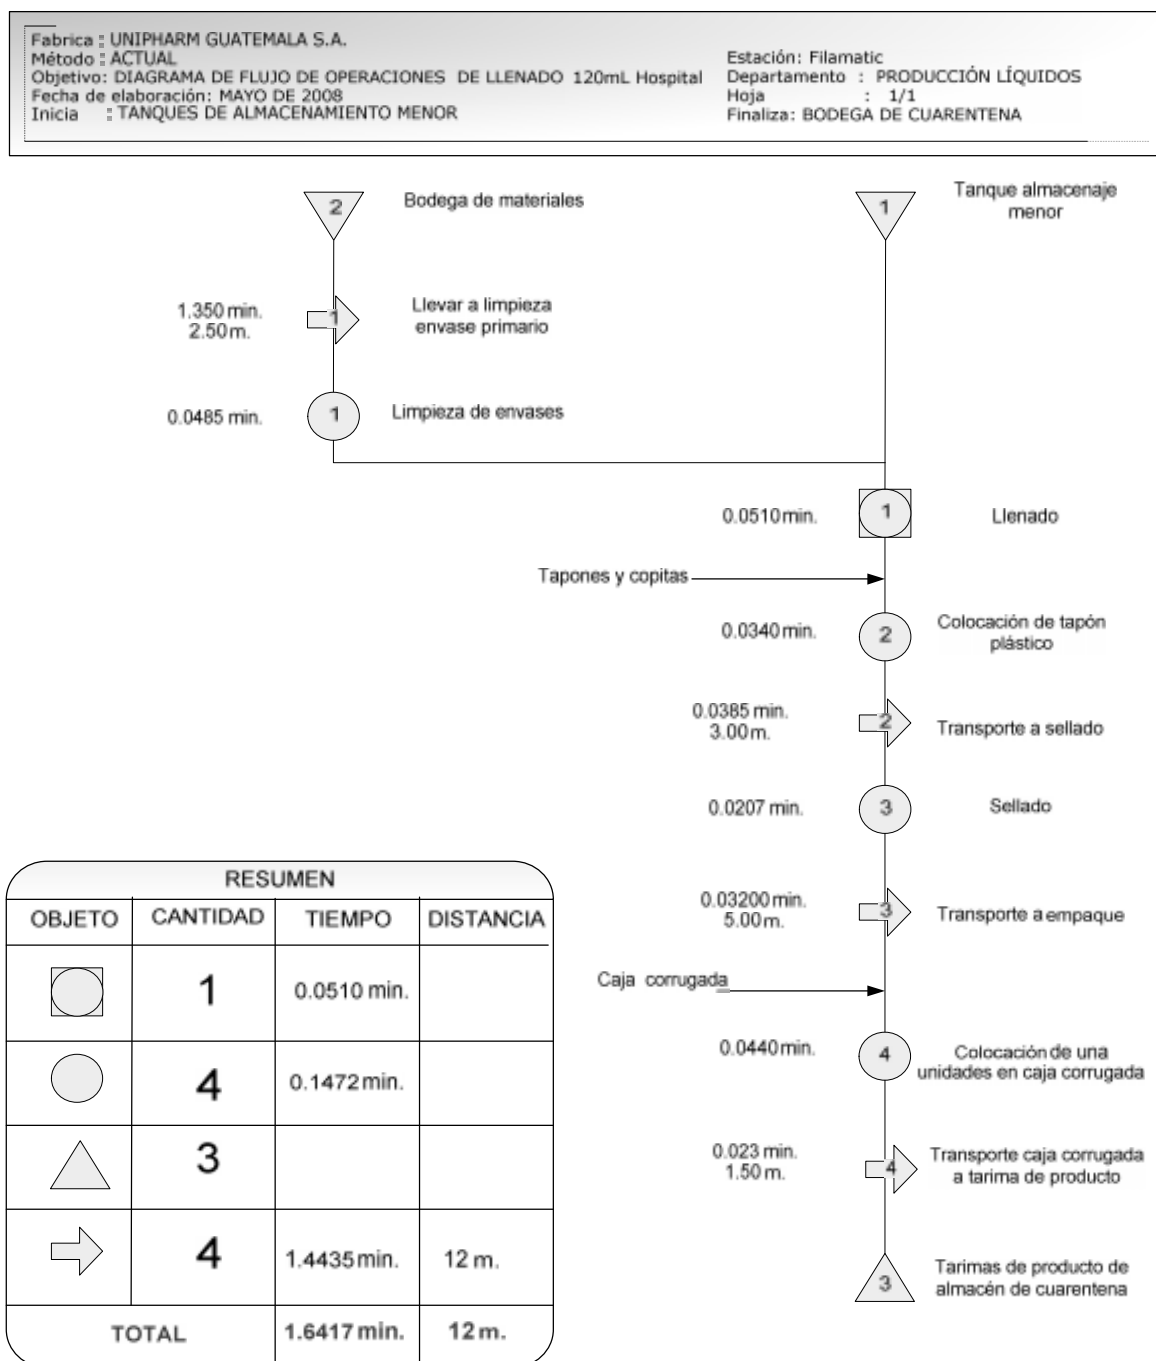 Fabrica : UNIPHARM GUATEMALA S.A.
Método : ACTUAL
Objetivo: DIAGRAMA DE FLUJO DE OPERACIONES DE LLENADO 120mL Hospital
Fecha de elaboración: MAYO DE 2008
Inicia : TANQUES DE ALMACENAMIENTO MENOR
Estación: Filamatic
Departamento : PRODUCCIÓN LÍQUIDOS
Hoja : 1/1
Finaliza: BODEGA DE CUARENTENA
2
Bodega de materiales
1
Tanque almacenaje
menor
1.350 min.
2.50 m.
1
Llevar a limpieza
envase primario
0.0485 min.
1
Limpieza de envases
0.0510 min.
1
Llenado
Tapones y copitas
0.0340 min.
2
Colocación de tapón
plástico
0.0385 min.
3.00 m.
2
Transporte a sellado
0.0207 min.
3
Sellado
0.03200 min.
5.00 m.
3
Transporte a empaque
Caja corrugada
0.0440 min.
4
Colocación de una
unidades en caja corrugada
0.023 min.
1.50 m.
4
Transporte caja corrugada
a tarima de producto
3
Tarimas de producto de
almacén de cuarentena
RESUMEN
OBJETO CANTIDAD TIEMPO DISTANCIA
1 0.0510 min.
4 0.1472 min.
3
4 1.4435 min. 12 m.
TOTAL 1.6417 min. 12 m.